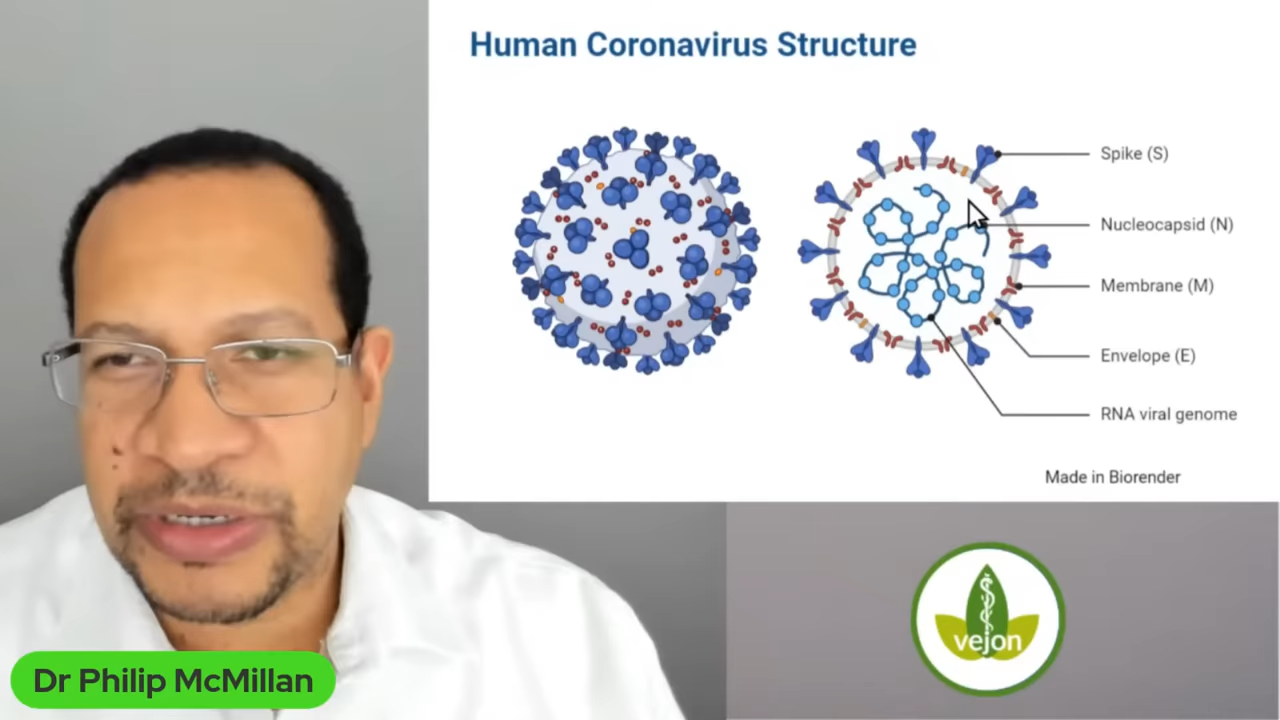 Human Coronavirus Structure
Spike (S)
Nucleocapsid (N)
Membrane (M)
Envelope (E)
RNA viral genome
Made in Biorender
vejon
Dr Philip McMillan